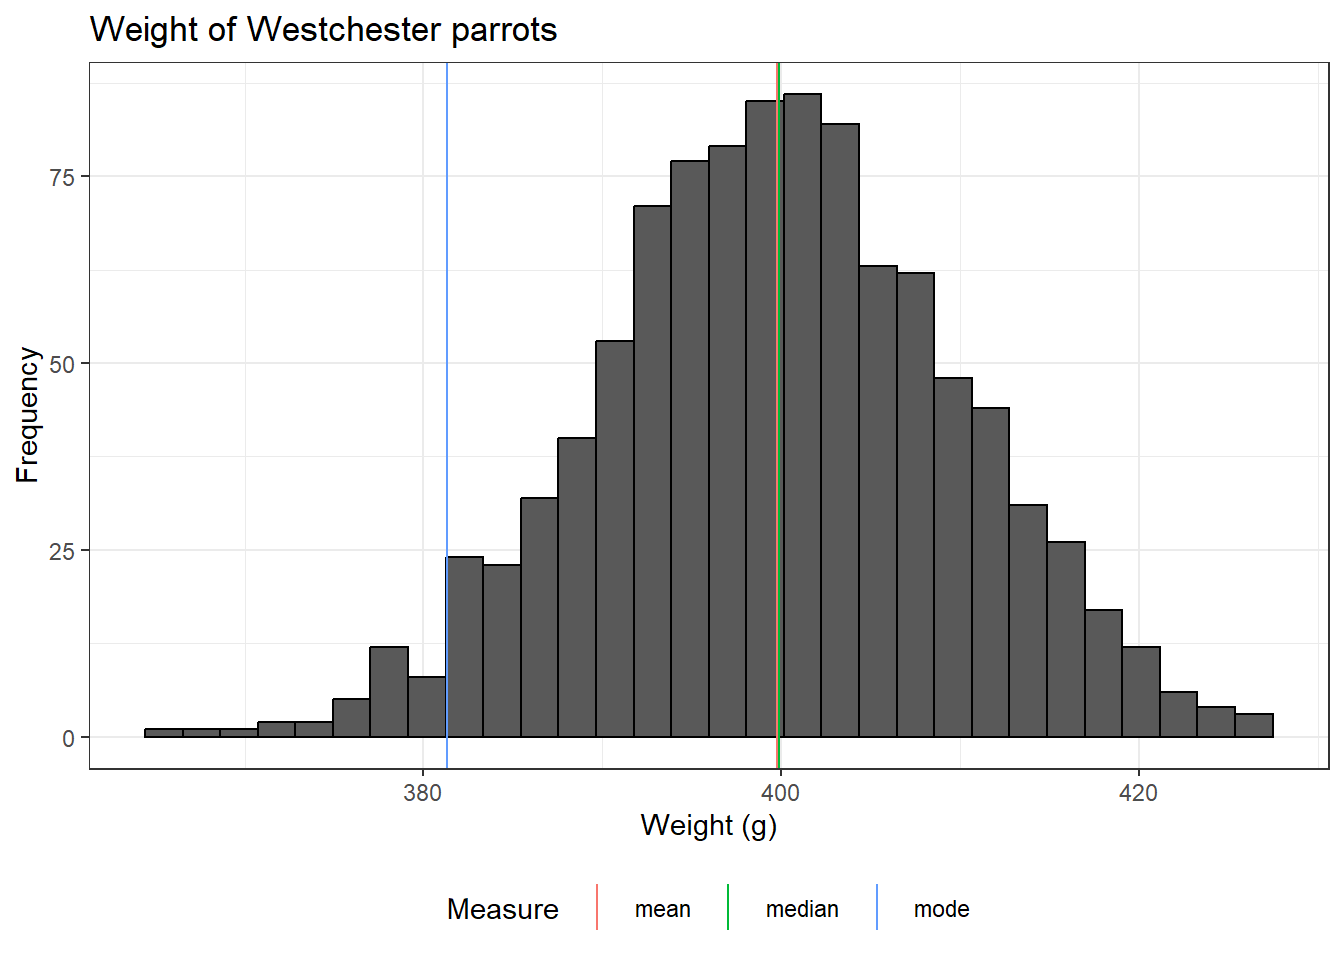 Weight of Westchester parrots
75
50
25
0
Frequency
380 400 420
Weight (g)
Measure mean median mode